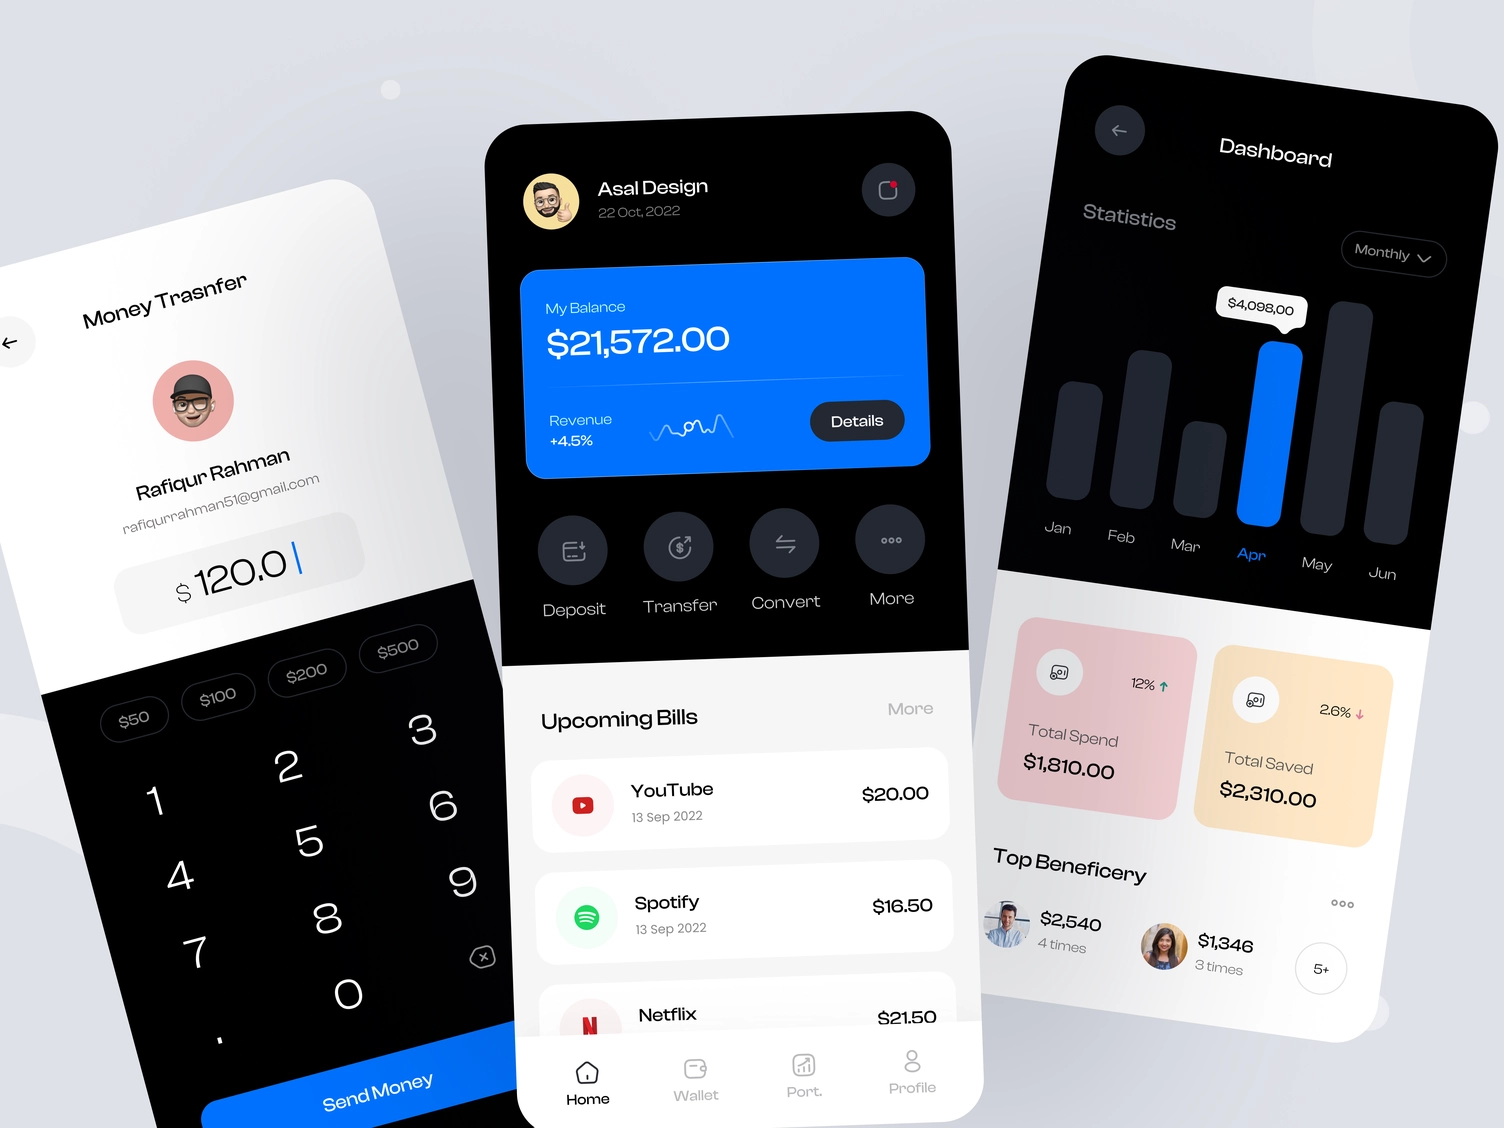 Money Trasnfer
Rafiqur Rahman
rafiqurrahman51@gmail.com
$ 120.0
$50 $100 $200 $500
1 2 3
4 5 6
7 8 9
. 0
Send Money
Asal Design
22 Oct, 2022
My Balance
$21,572.00
Revenue
+4.5%
Details
Deposit Transfer Convert More
Upcoming Bills More
YouTube $20.00
13 Sep 2022
Spotify $16.50
13 Sep 2022
Netflix $21.50
Home Wallet Port. Profile
Dashboard
Statistics
Monthly
$4,098,00
Jan Feb Mar Apr May Jun
12%
Total Spend
$1,810.00
2.6%
Total Saved
$2,310.00
Top Beneficery
$2,540
4 times
$1,346
3 times
5+